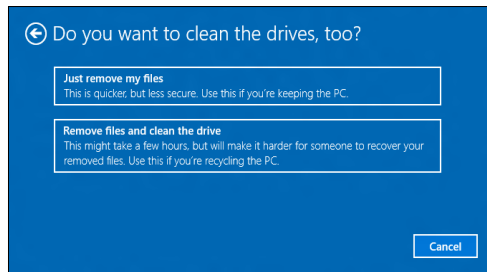 Do you want to clean the drives, too?
Just remove my files
This is quicker, but less secure. Use this if you're keeping the PC.
Remove files and clean the drive
This might take a few hours, but will make it harder for someone to recover your
removed files. Use this if you're recycling the PC.
Cancel